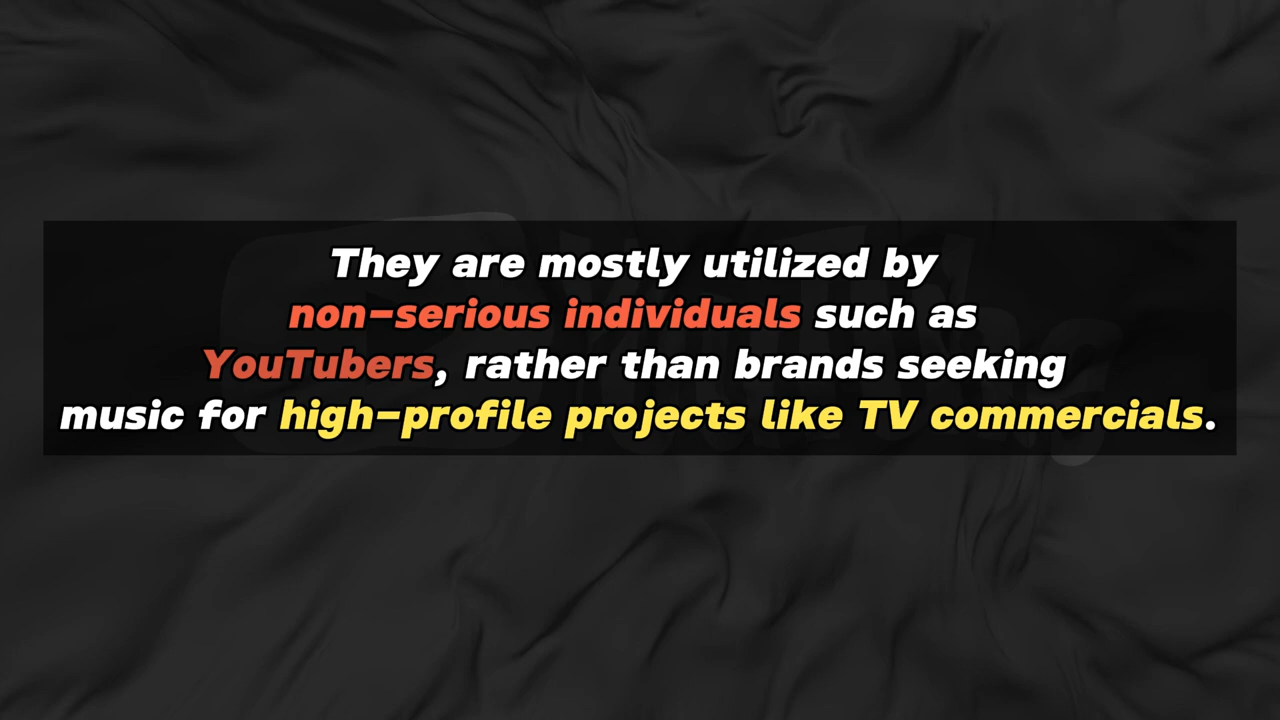 They are mostly utilized by
non-serious individuals such as
YouTubers, rather than brands seeking
music for high-profile projects like TV commercials.